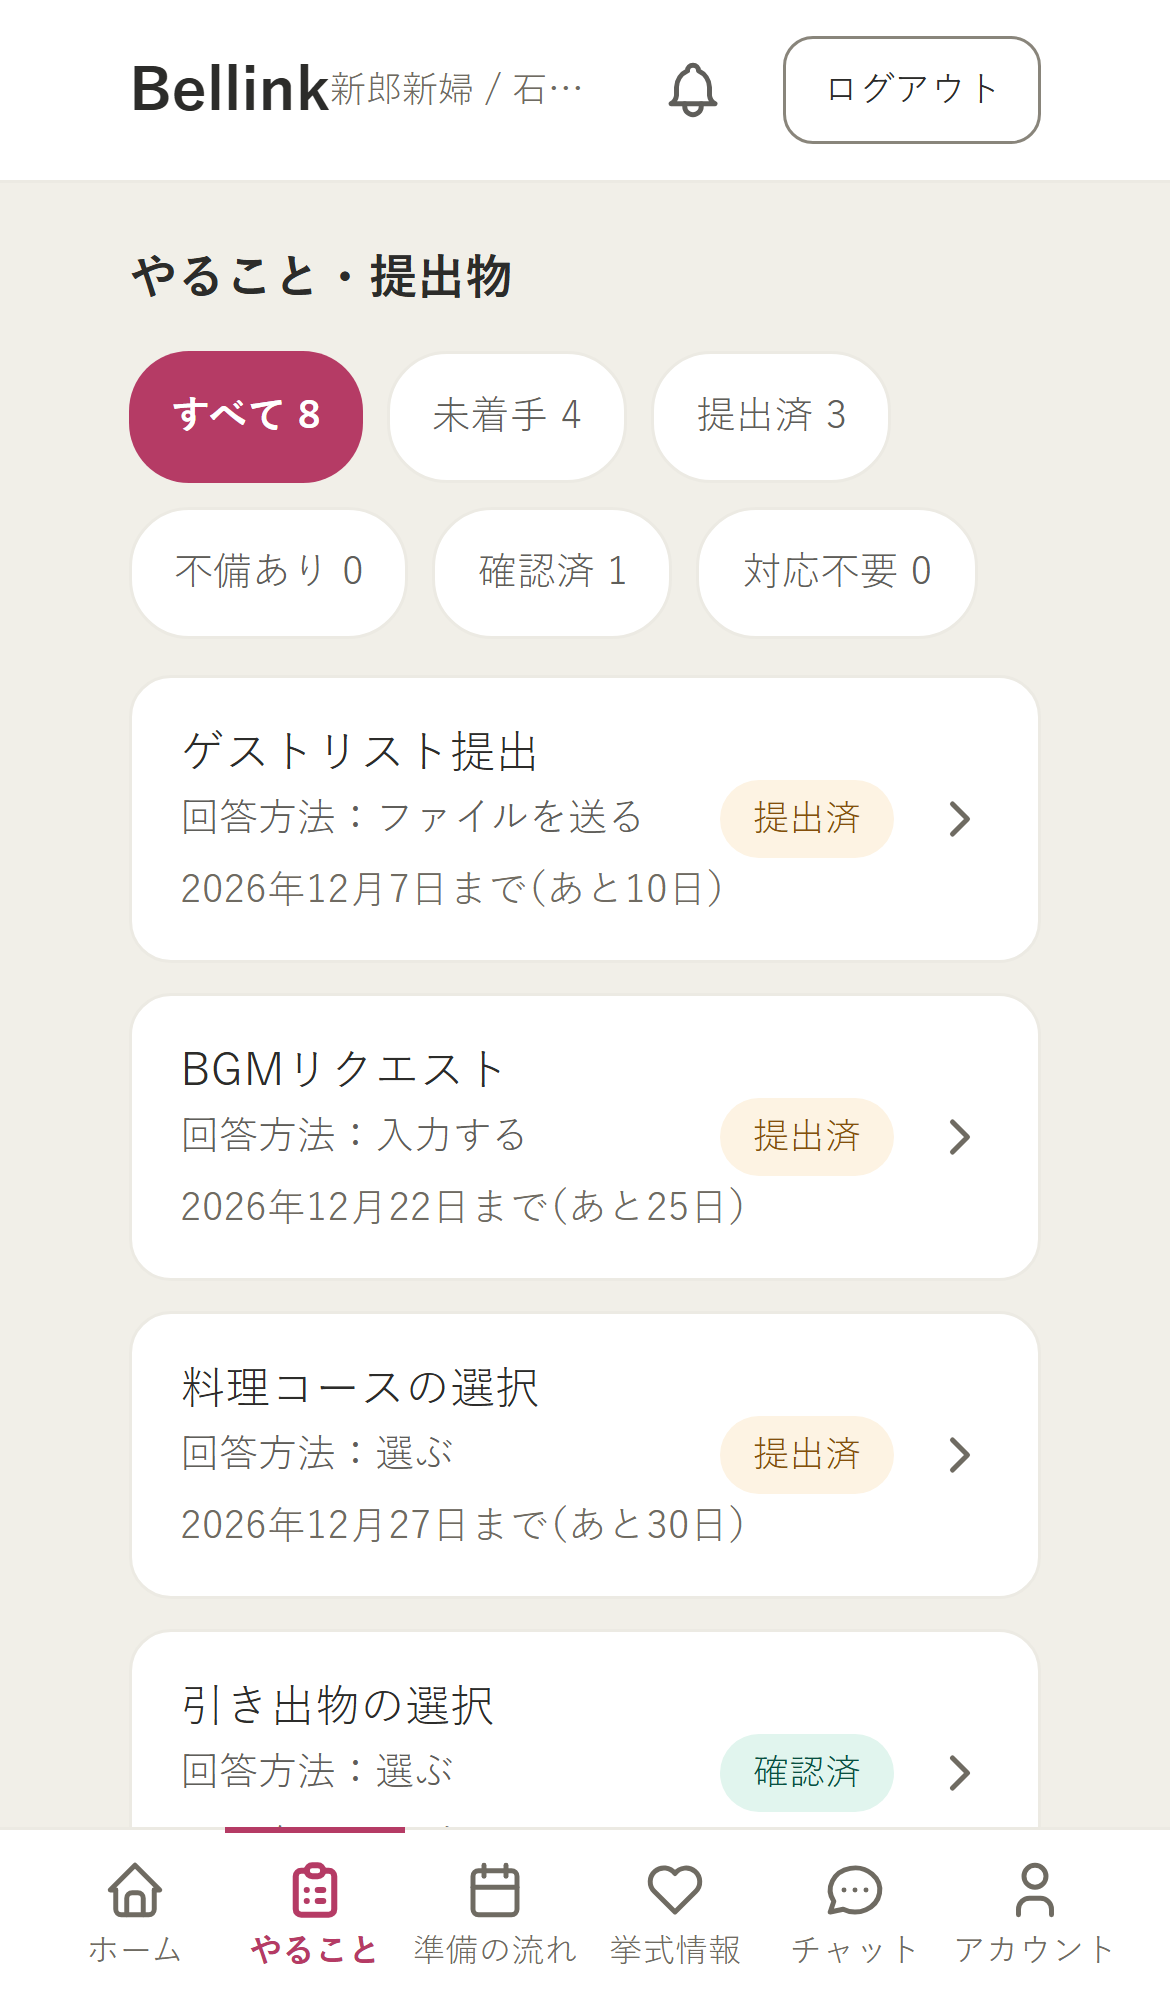 Bellink 新郎新婦 / 石…
ログアウト
やること・提出物
すべて 8
未着手 4
提出済 3
不備あり 0
確認済 1
対応不要 0
ゲストリスト提出
回答方法：ファイルを送る
提出済
2026年12月7日まで(あと10日)
BGMリクエスト
回答方法：入力する
提出済
2026年12月22日まで(あと25日)
料理コースの選択
回答方法：選ぶ
提出済
2026年12月27日まで(あと30日)
引き出物の選択
回答方法：選ぶ
確認済
ホーム
やること
準備の流れ
挙式情報
チャット
アカウント